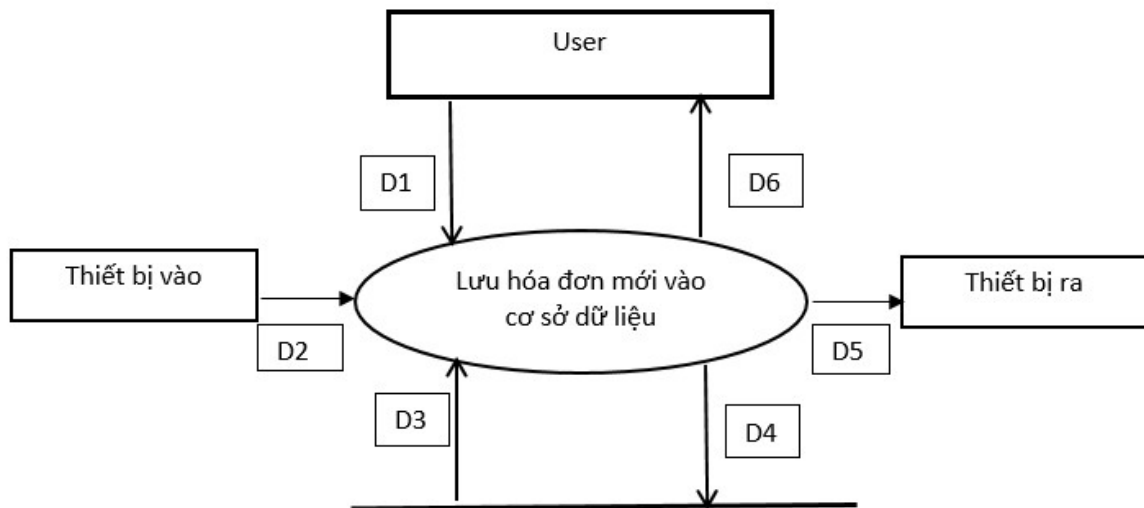 User
D1
D6
Thiết bị vào
Lưu hóa đơn mới vào
cơ sở dữ liệu
Thiết bị ra
D2
D5
D3
D4